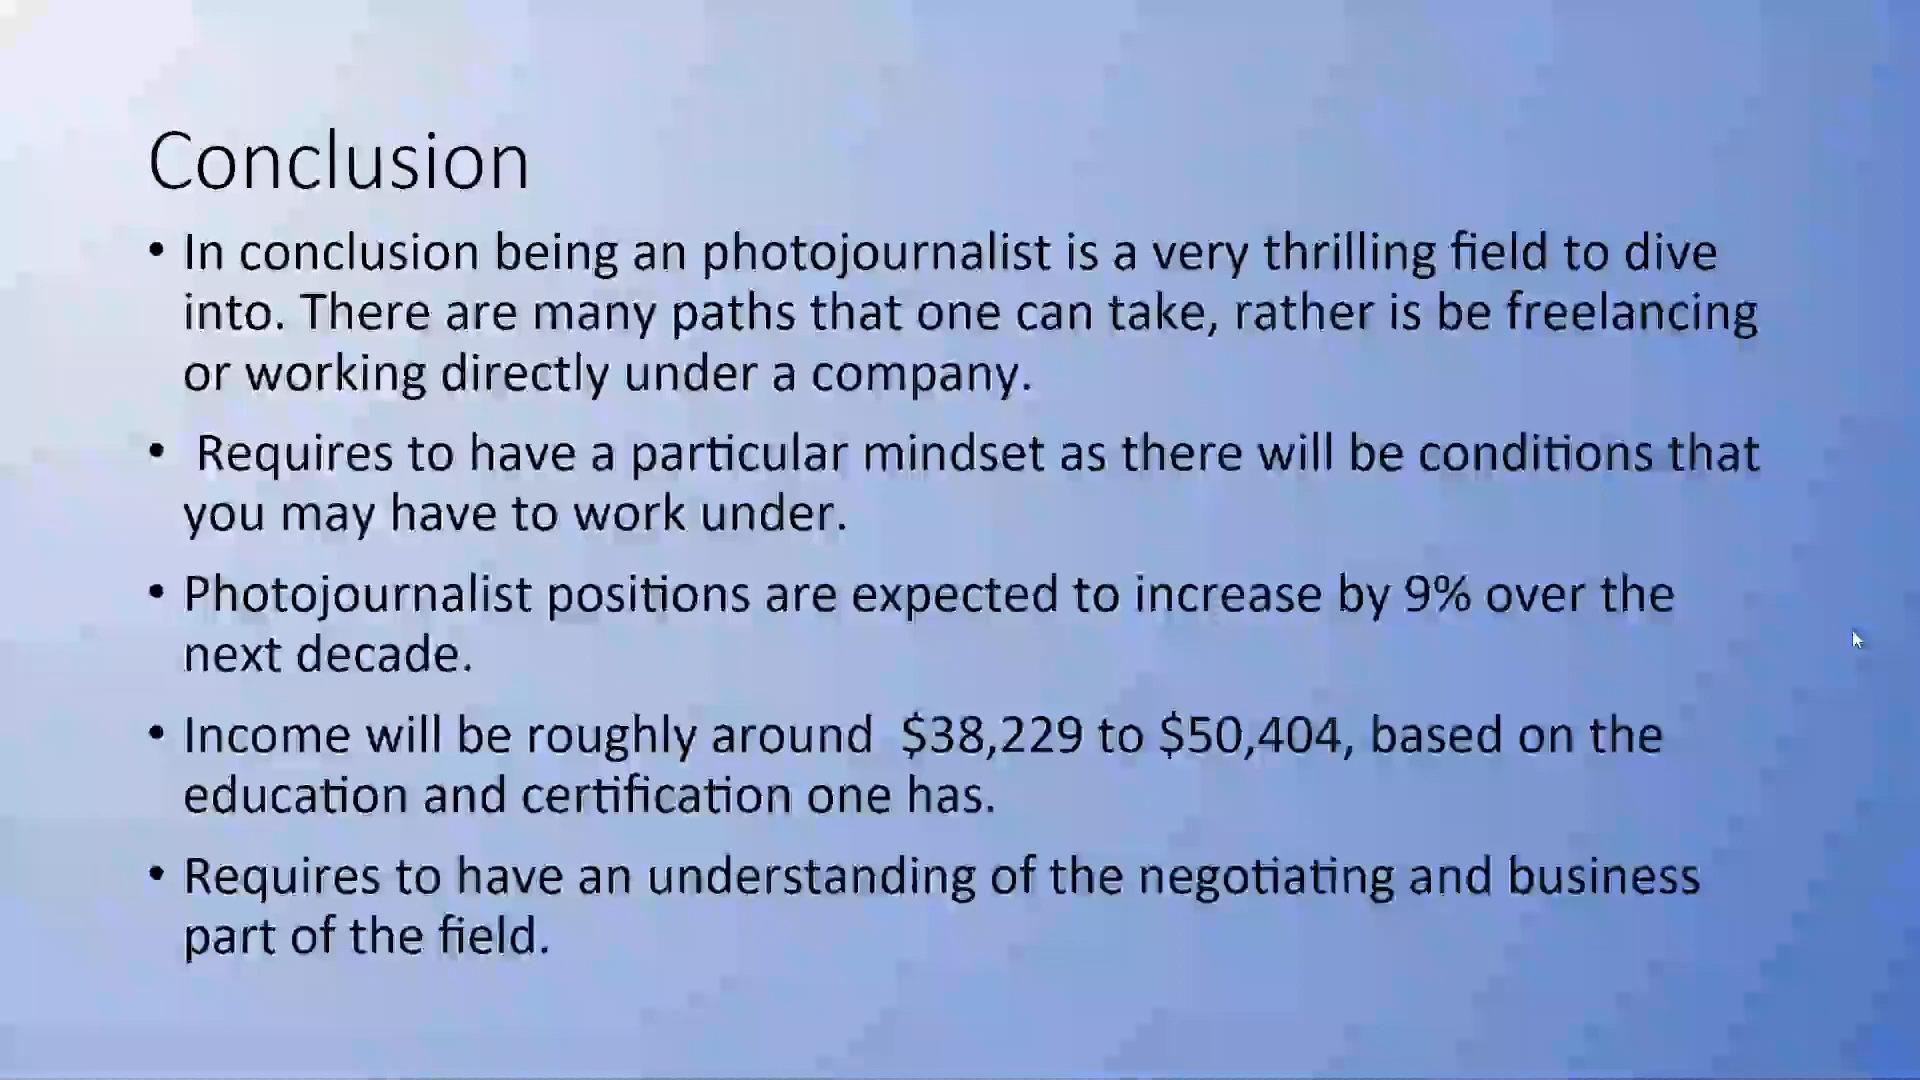 Conclusion
• In conclusion being an photojournalist is a very thrilling field to dive
into. There are many paths that one can take, rather is be freelancing
or working directly under a company.
• Requires to have a particular mindset as there will be conditions that
you may have to work under.
• Photojournalist positions are expected to increase by 9% over the
next decade.
• Income will be roughly around $38,229 to $50,404, based on the
education and certification one has.
• Requires to have an understanding of the negotiating and business
part of the field.